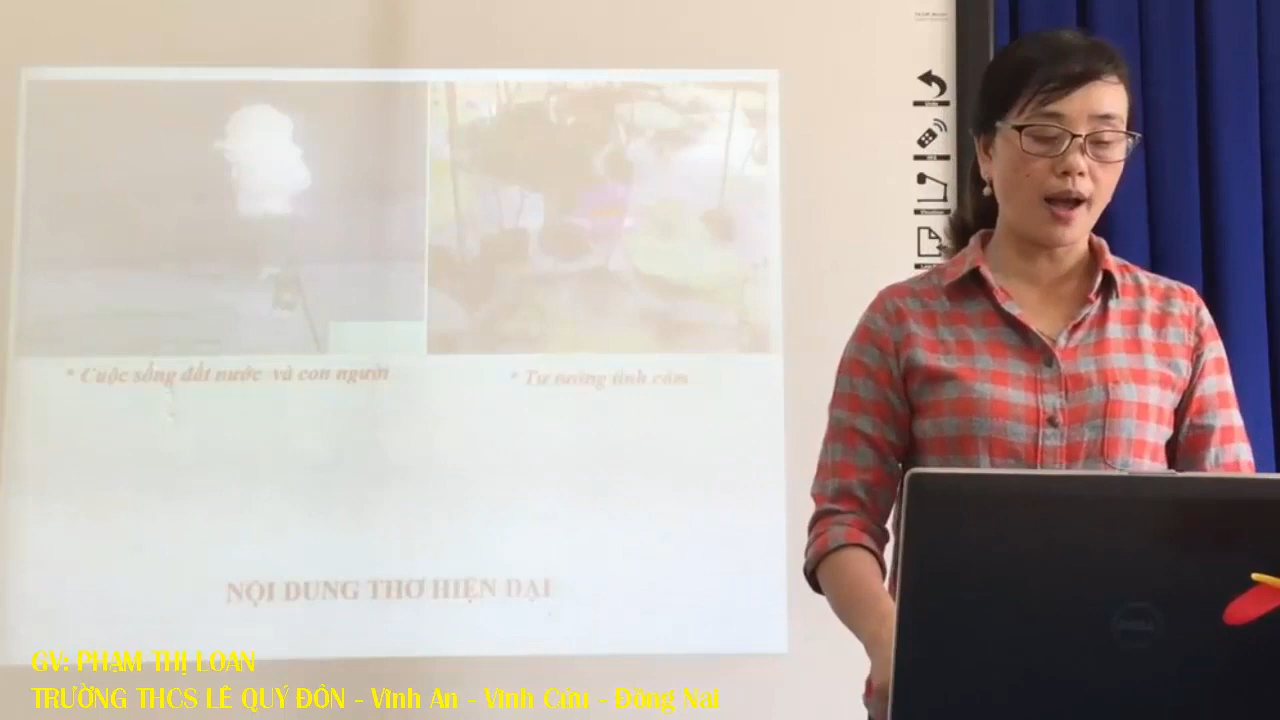 * Cuộc sống đất nước và con người
* Tư tưởng tình cảm
NỘI DUNG THƠ HIỆN ĐẠI
GV: PHẠM THỊ LOAN
TRƯỜNG THCS LÊ QUÝ ĐÔN - Vĩnh An - Vĩnh Cửu - Đồng Nai
DELL